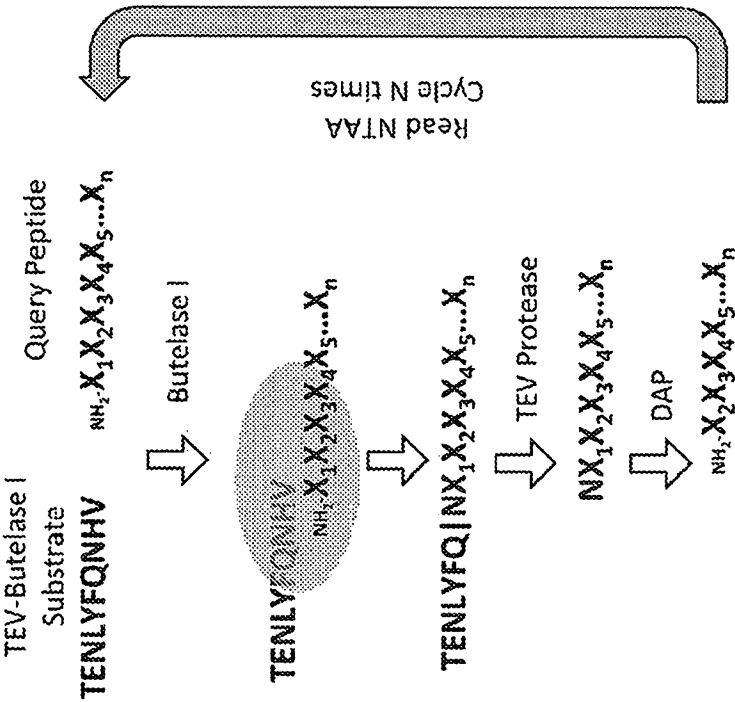 TEV-Butelase I
Substrate
TENLYFQNHV
Query Peptide
NH₂-X₁X₂X₃X₄X₅...Xₙ
Butelase I
TENLYFQNHV
NH₂-X₁X₂X₃X₄X₅...Xₙ
TENLYFQ|NX₁X₂X₃X₄X₅...Xₙ
TEV Protease
NX₁X₂X₃X₄X₅...Xₙ
DAP
NH₂-X₂X₃X₄X₅...Xₙ
Read NTAA
Cycle N times